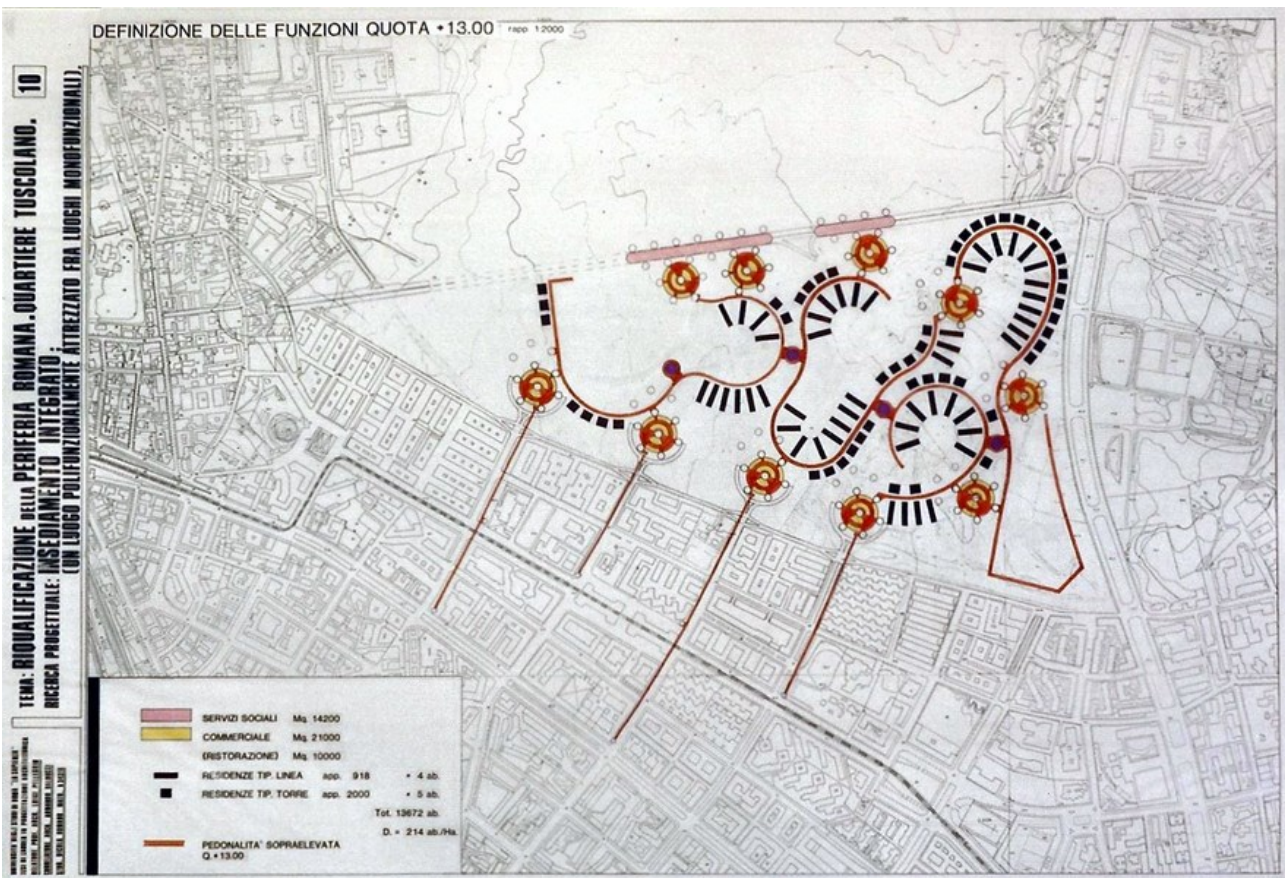 DEFINIZIONE DELLE FUNZIONI QUOTA +13.00 rapp. 1:2000
10
TEMA: RIQUALIFICAZIONE DELLA PERIFERIA ROMANA. QUARTIERE TUSCOLANO.
RICERCA PROGETTUALE: INSEDIAMENTO INTEGRATO;
(UN LUOGO POLIFUNZIONALMENTE ATTREZZATO FRA LUOGHI MONOFUNZIONALI).
SERVIZI SOCIALI Mq. 14200
COMMERCIALE Mq. 21000
(RISTORAZIONE) Mq. 10000
RESIDENZE TIP. LINEA app. 918 × 4 ab.
RESIDENZE TIP. TORRE app. 2000 × 5 ab.
Tot. 13672 ab.
D. = 214 ab./Ha.
PEDONALITA' SOPRAELEVATA
Q. +13.00